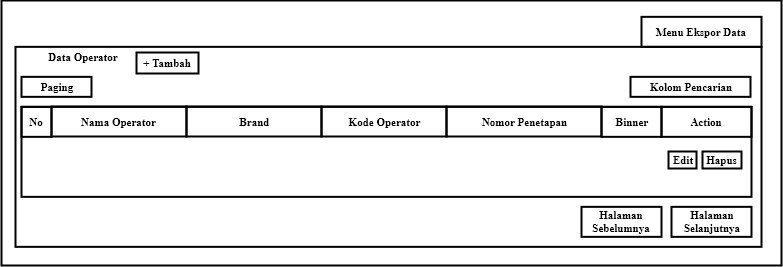 Menu Ekspor Data
Data Operator
+ Tambah
Paging
Kolom Pencarian
No
Nama Operator
Brand
Kode Operator
Nomor Penetapan
Binner
Action
Edit
Hapus
Halaman
Sebelumnya
Halaman
Selanjutnya